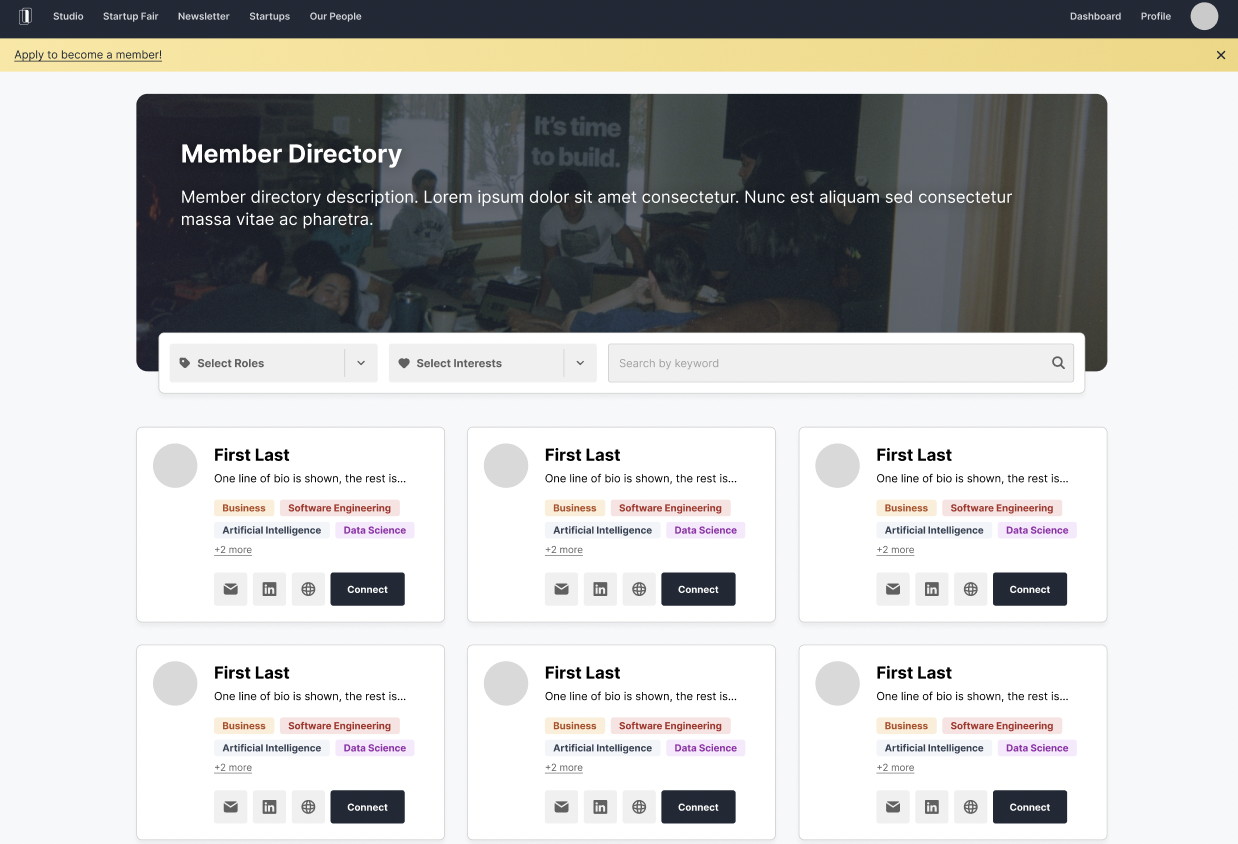 Studio Startup Fair Newsletter Startups Our People Dashboard Profile
Apply to become a member!
It's time
to build.
Member Directory
Member directory description. Lorem ipsum dolor sit amet consectetur. Nunc est aliquam sed consectetur
massa vitae ac pharetra.
Select Roles Select Interests Search by keyword
First Last First Last First Last
One line of bio is shown, the rest is... One line of bio is shown, the rest is... One line of bio is shown, the rest is...
Business Software Engineering Business Software Engineering Business Software Engineering
Artificial Intelligence Data Science Artificial Intelligence Data Science Artificial Intelligence Data Science
+2 more +2 more +2 more
in Connect in Connect in Connect
First Last First Last First Last
One line of bio is shown, the rest is... One line of bio is shown, the rest is... One line of bio is shown, the rest is...
Business Software Engineering Business Software Engineering Business Software Engineering
Artificial Intelligence Data Science Artificial Intelligence Data Science Artificial Intelligence Data Science
+2 more +2 more +2 more
in Connect in Connect in Connect